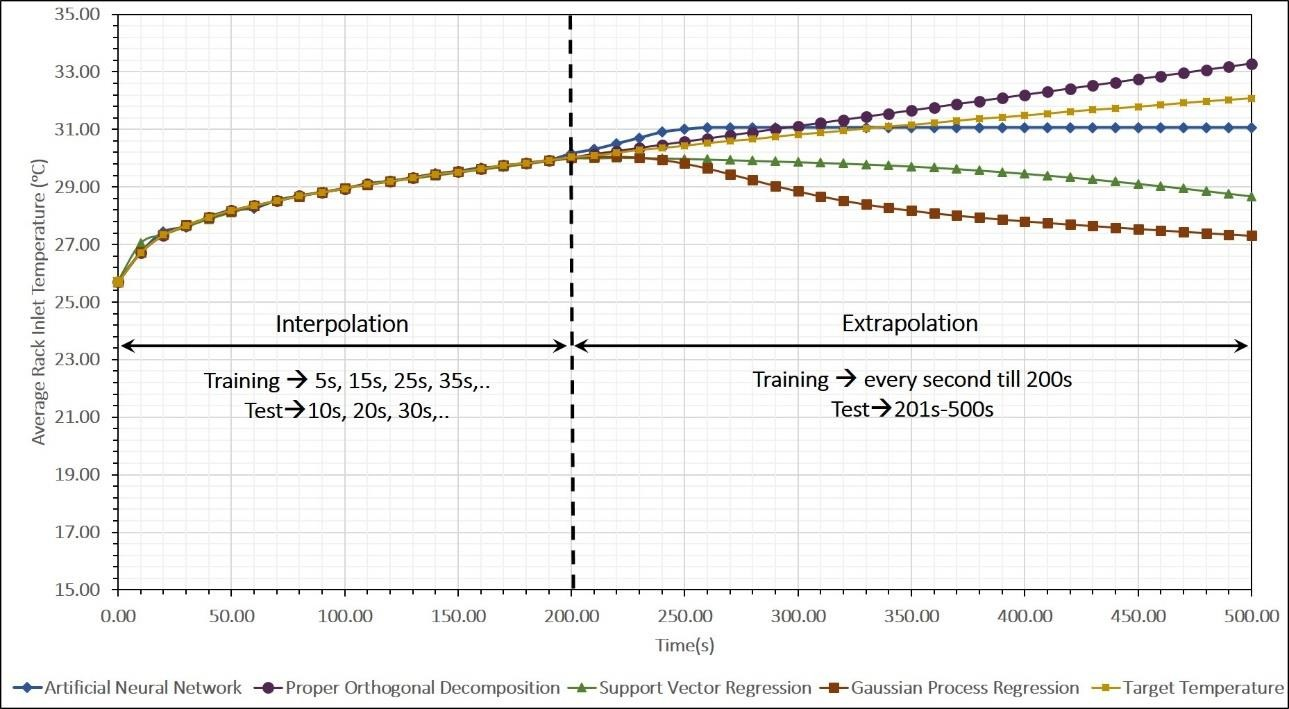 35.00
33.00
31.00
29.00
27.00
25.00
23.00
21.00
19.00
17.00
15.00
Average Rack Inlet Temperature (°C)
Interpolation
Training → 5s, 15s, 25s, 35s,..
Test→10s, 20s, 30s,..
Extrapolation
Training → every second till 200s
Test→201s-500s
0.00 50.00 100.00 150.00 200.00 250.00 300.00 350.00 400.00 450.00 500.00
Time(s)
Artificial Neural Network Proper Orthogonal Decomposition Support Vector Regression Gaussian Process Regression Target Temperature